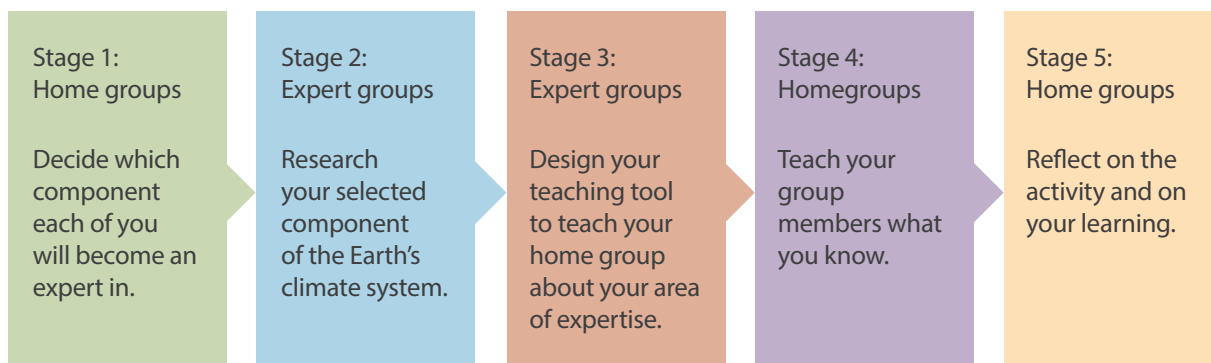 Stage 1:
Home groups
Decide which
component
each of you
will become an
expert in.
Stage 2:
Expert groups
Research
your selected
component
of the Earth's
climate system.
Stage 3:
Expert groups
Design your
teaching tool
to teach your
home group
about your area
of expertise.
Stage 4:
Homegroups
Teach your
group
members what
you know.
Stage 5:
Home groups
Reflect on the
activity and on
your learning.